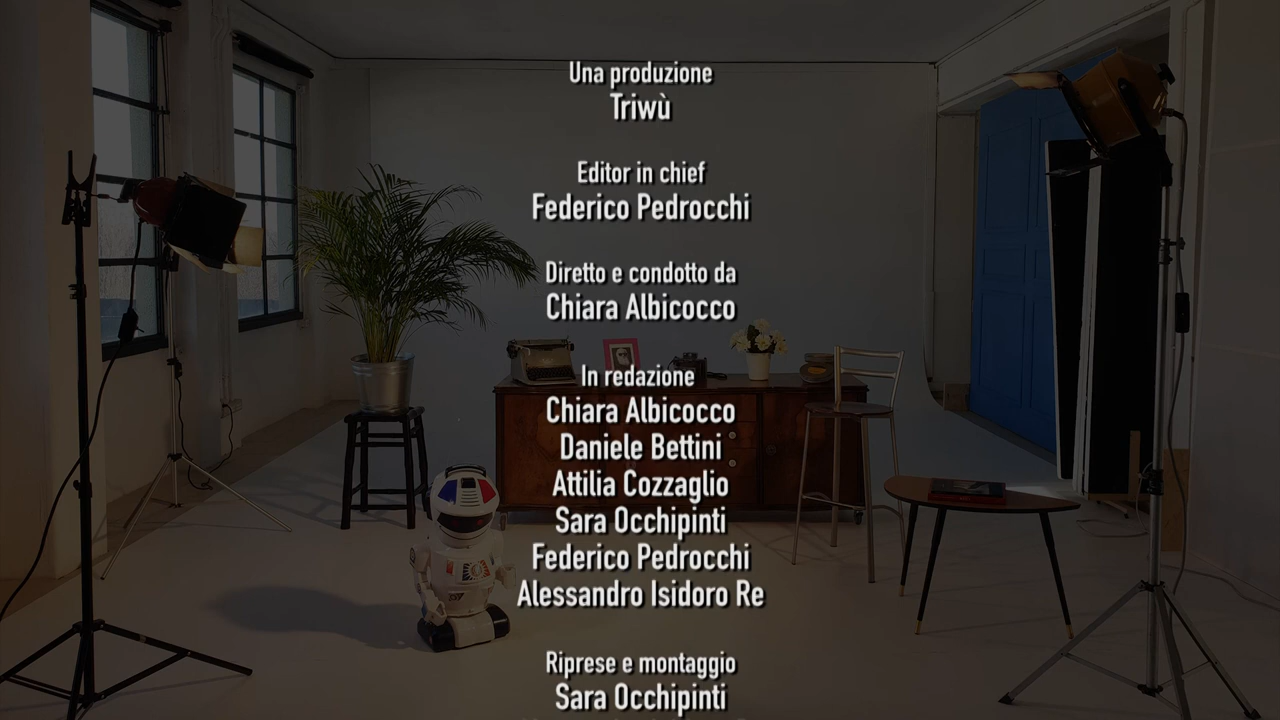 Una produzione
Triwù
Editor in chief
Federico Pedrocchi
Diretto e condotto da
Chiara Albicocco
In redazione
Chiara Albicocco
Daniele Bettini
Attilia Cozzaglio
Sara Occhipinti
Federico Pedrocchi
Alessandro Isidoro Re
Riprese e montaggio
Sara Occhipinti